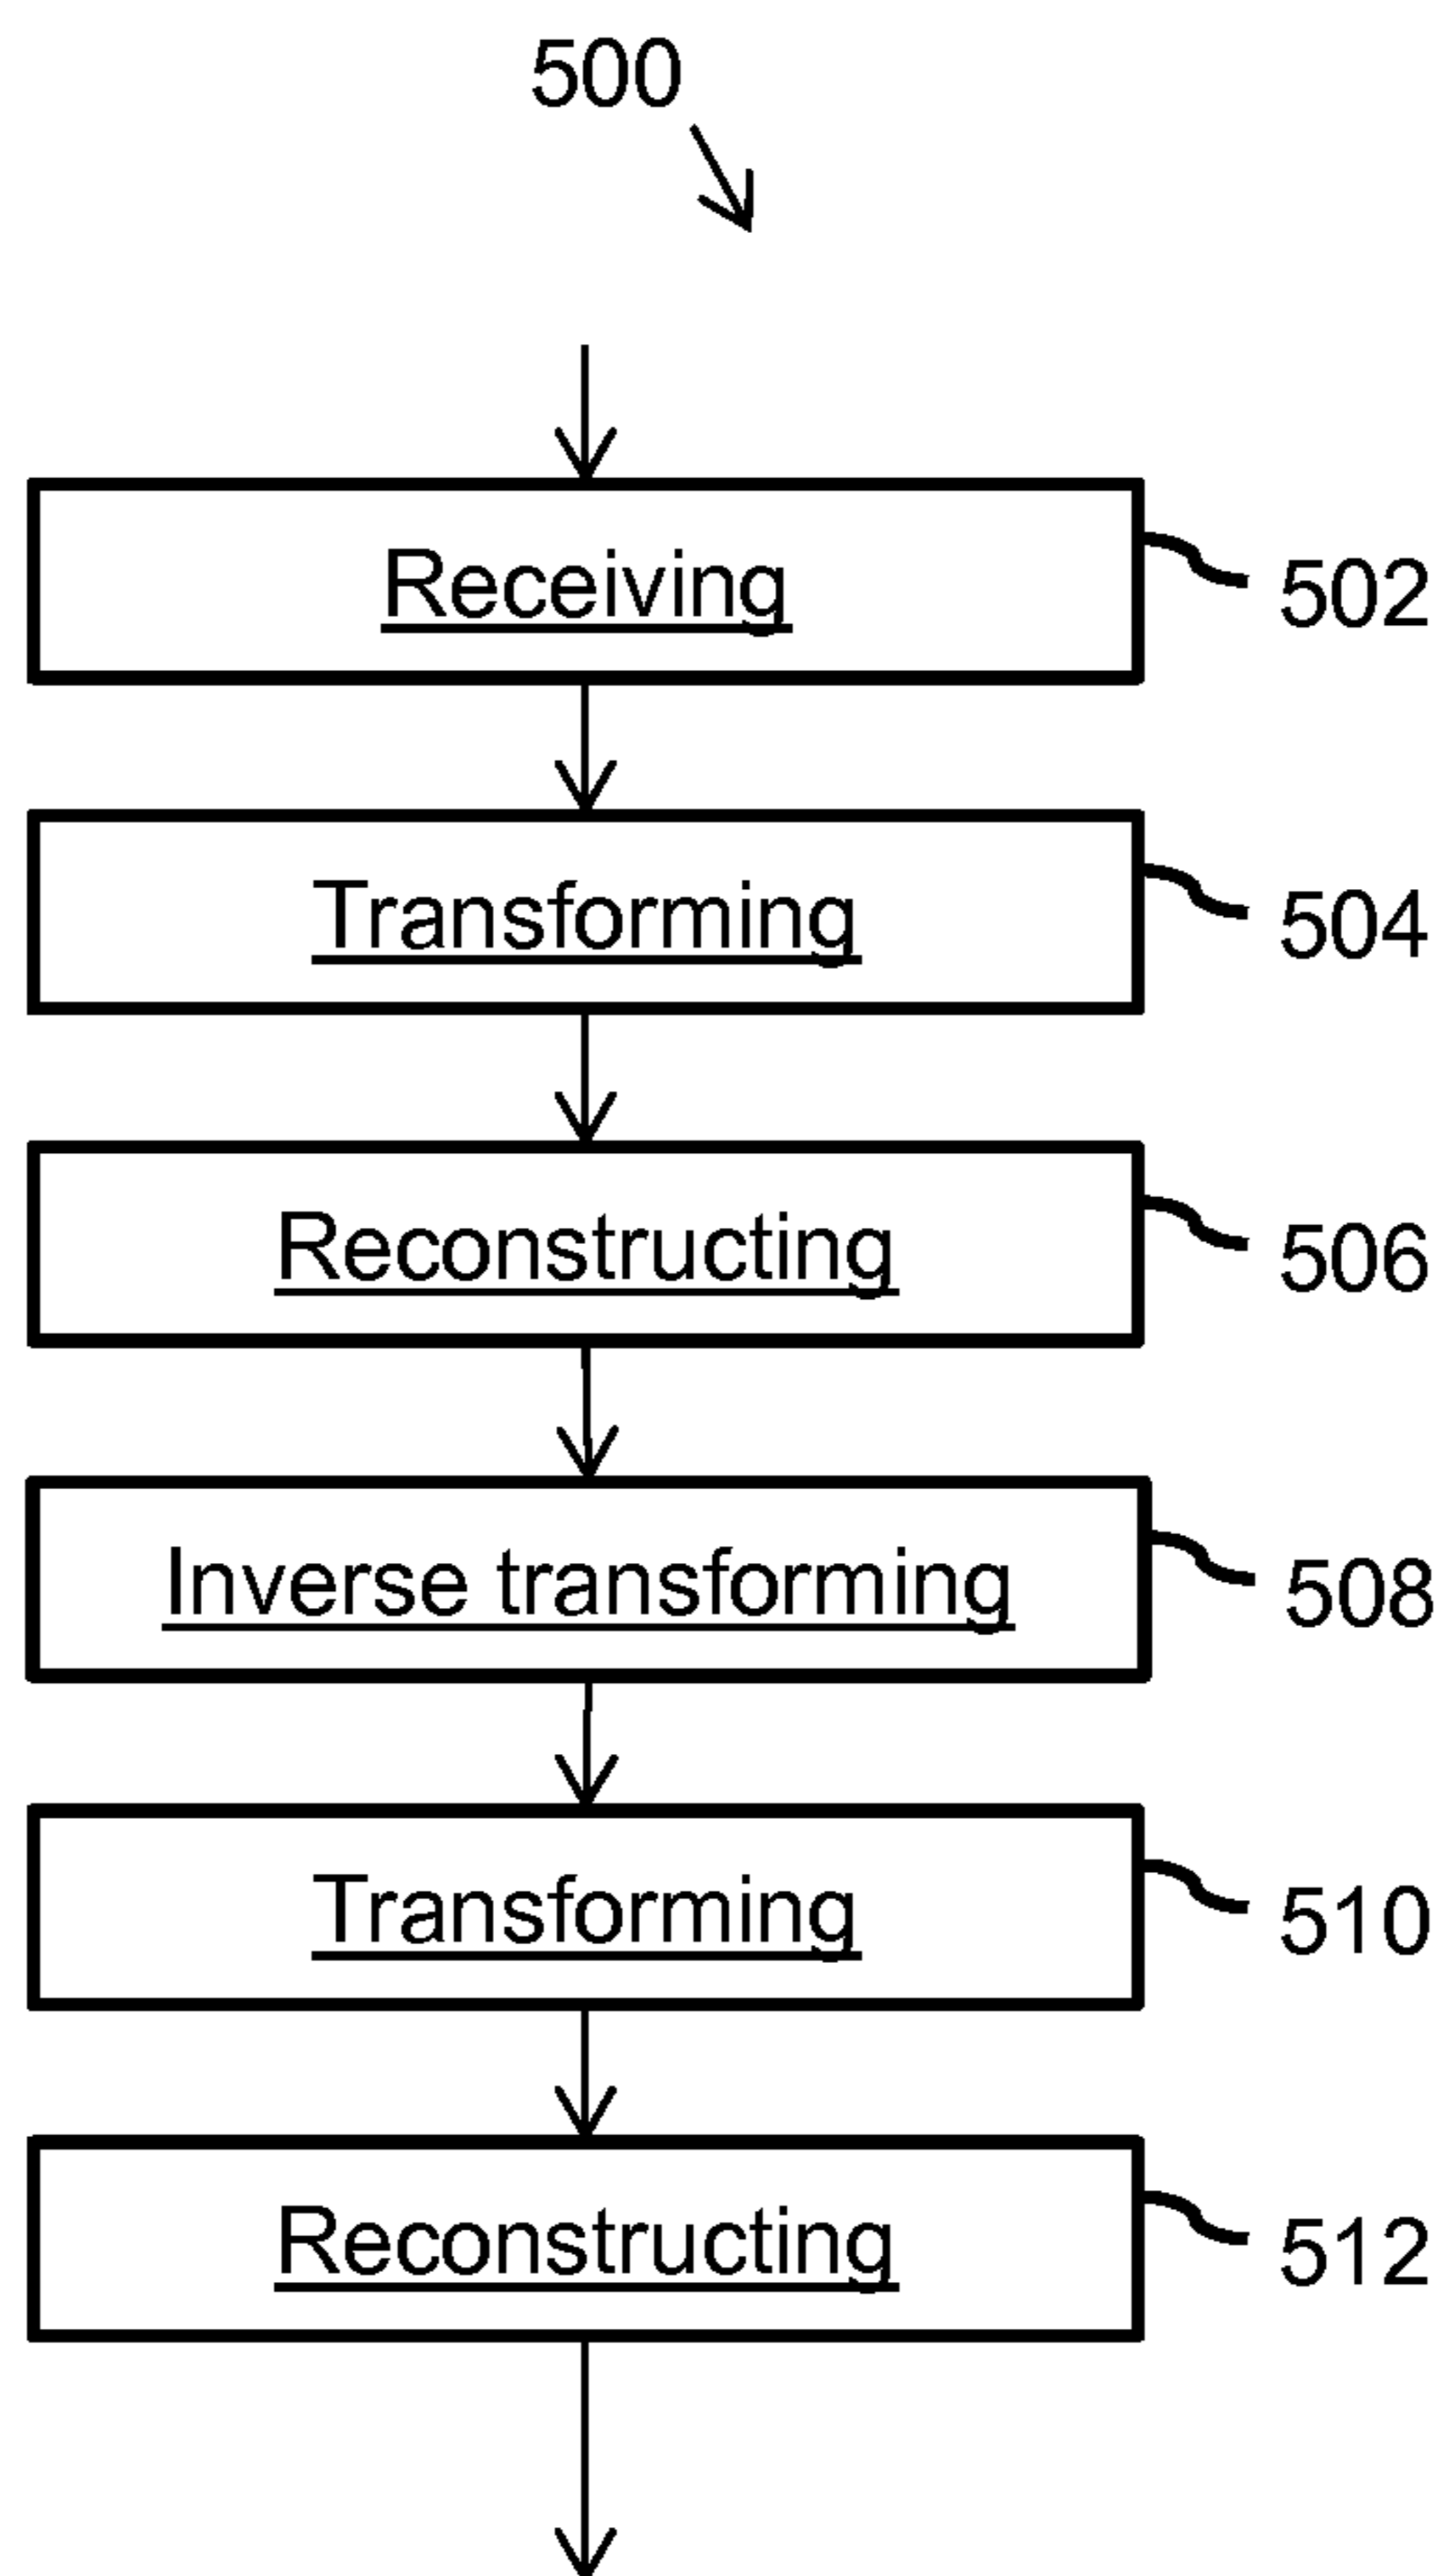 500
Receiving
502
Transforming
504
Reconstructing
506
Inverse transforming
508
Transforming
510
Reconstructing
512